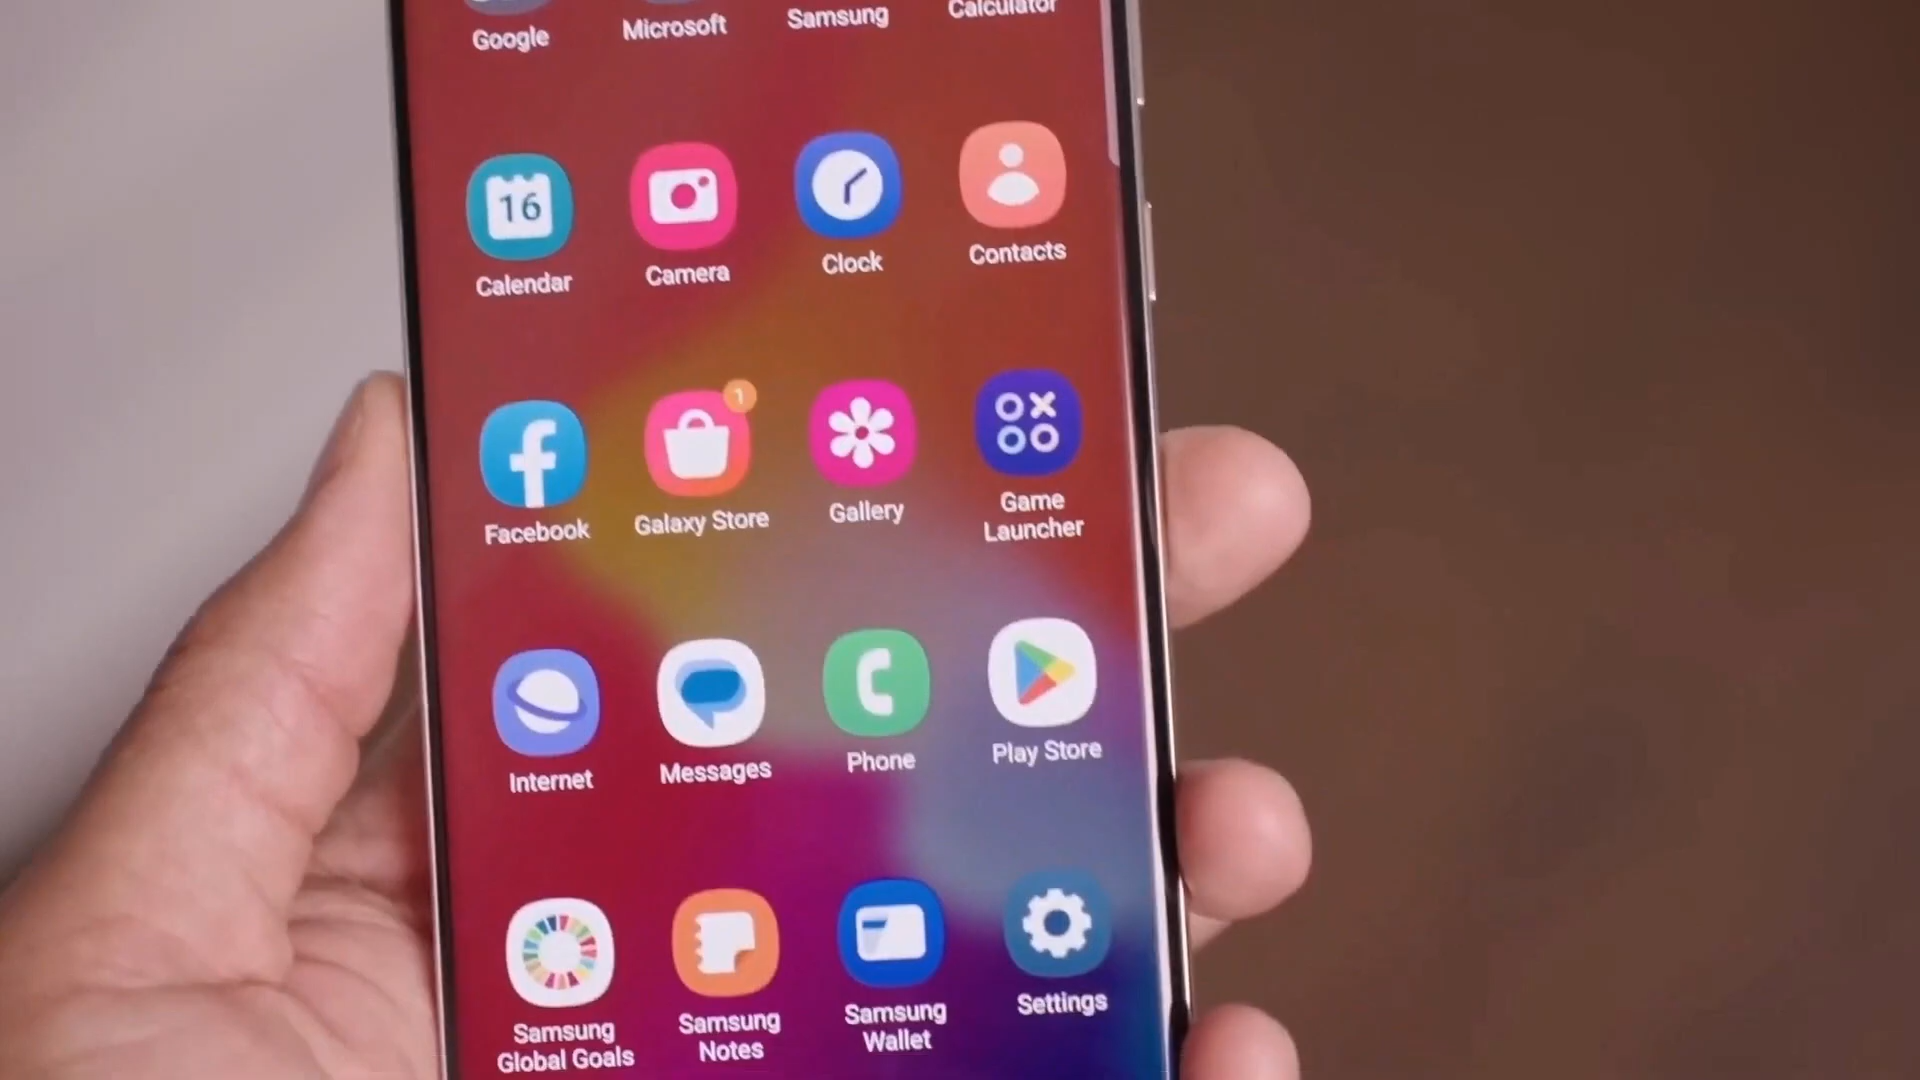 Google
Microsoft
Samsung
Calculator
16
Calendar
Camera
Clock
Contacts
1
Facebook
Galaxy Store
Gallery
Game
Launcher
Internet
Messages
Phone
Play Store
Samsung
Global Goals
Samsung
Notes
Samsung
Wallet
Settings